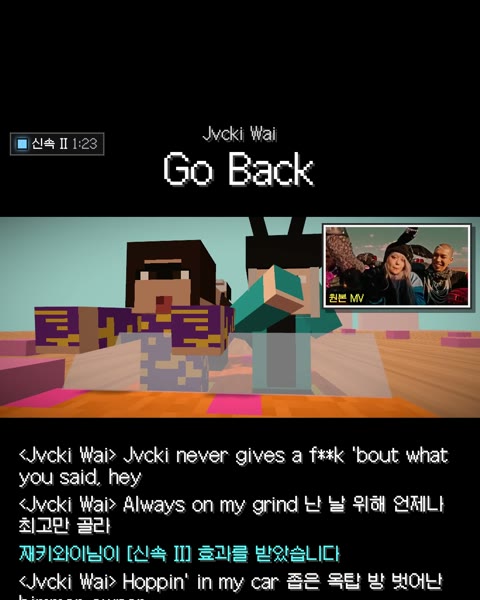 Jvcki Wai
신속 II 1:23
Go Back
원본 MV
<Jvcki Wai> Jvcki never gives a f**k 'bout what
you said, hey
<Jvcki Wai> Always on my grind 난 날 위해 언제나
최고만 골라
재키와이님이 [신속 II] 효과를 받았습니다
<Jvcki Wai> Hoppin' in my car 좁은 옥탑 방 벗어난
bimmer owner